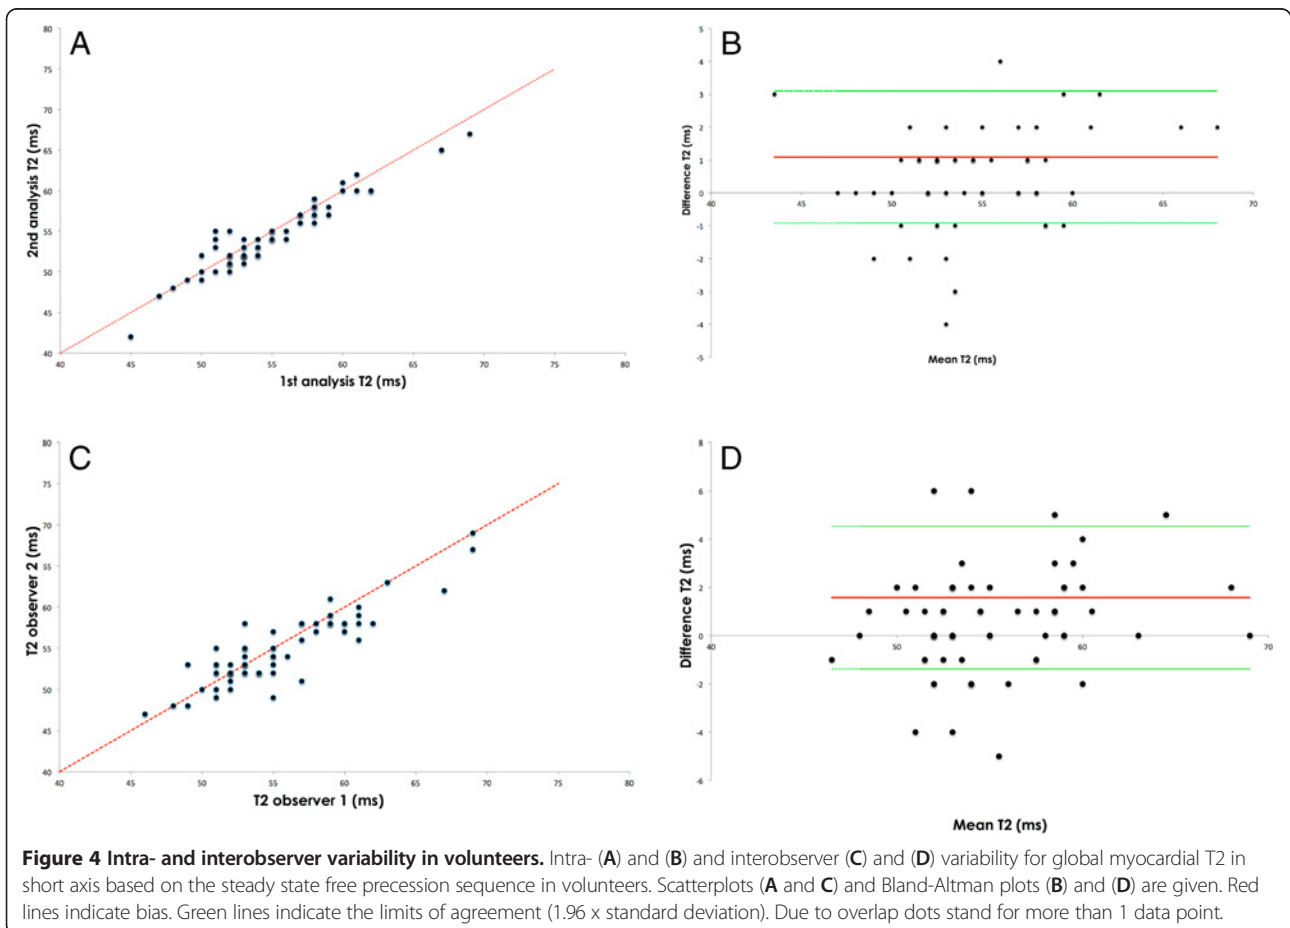 A
2nd analysis T2 (ms)
80
75
70
65
60
55
50
45
40
40 45 50 55 60 65 70 75 80
1st analysis T2 (ms)
B
Difference T2 (ms)
5
4
3
2
1
0
-1
-2
-3
-4
-5
40 45 50 55 60 65 70
Mean T2 (ms)
C
T2 observer 2 (ms)
80
75
70
65
60
55
50
45
40
40 45 50 55 60 65 70 75 80
T2 observer 1 (ms)
D
Difference T2 (ms)
8
6
4
2
0
-2
-4
-6
50 60 70
Mean T2 (ms)
Figure 4 Intra- and interobserver variability in volunteers. Intra- (A) and (B) and interobserver (C) and (D) variability for global myocardial T2 in
short axis based on the steady state free precession sequence in volunteers. Scatterplots (A and C) and Bland-Altman plots (B) and (D) are given. Red
lines indicate bias. Green lines indicate the limits of agreement (1.96 x standard deviation). Due to overlap dots stand for more than 1 data point.